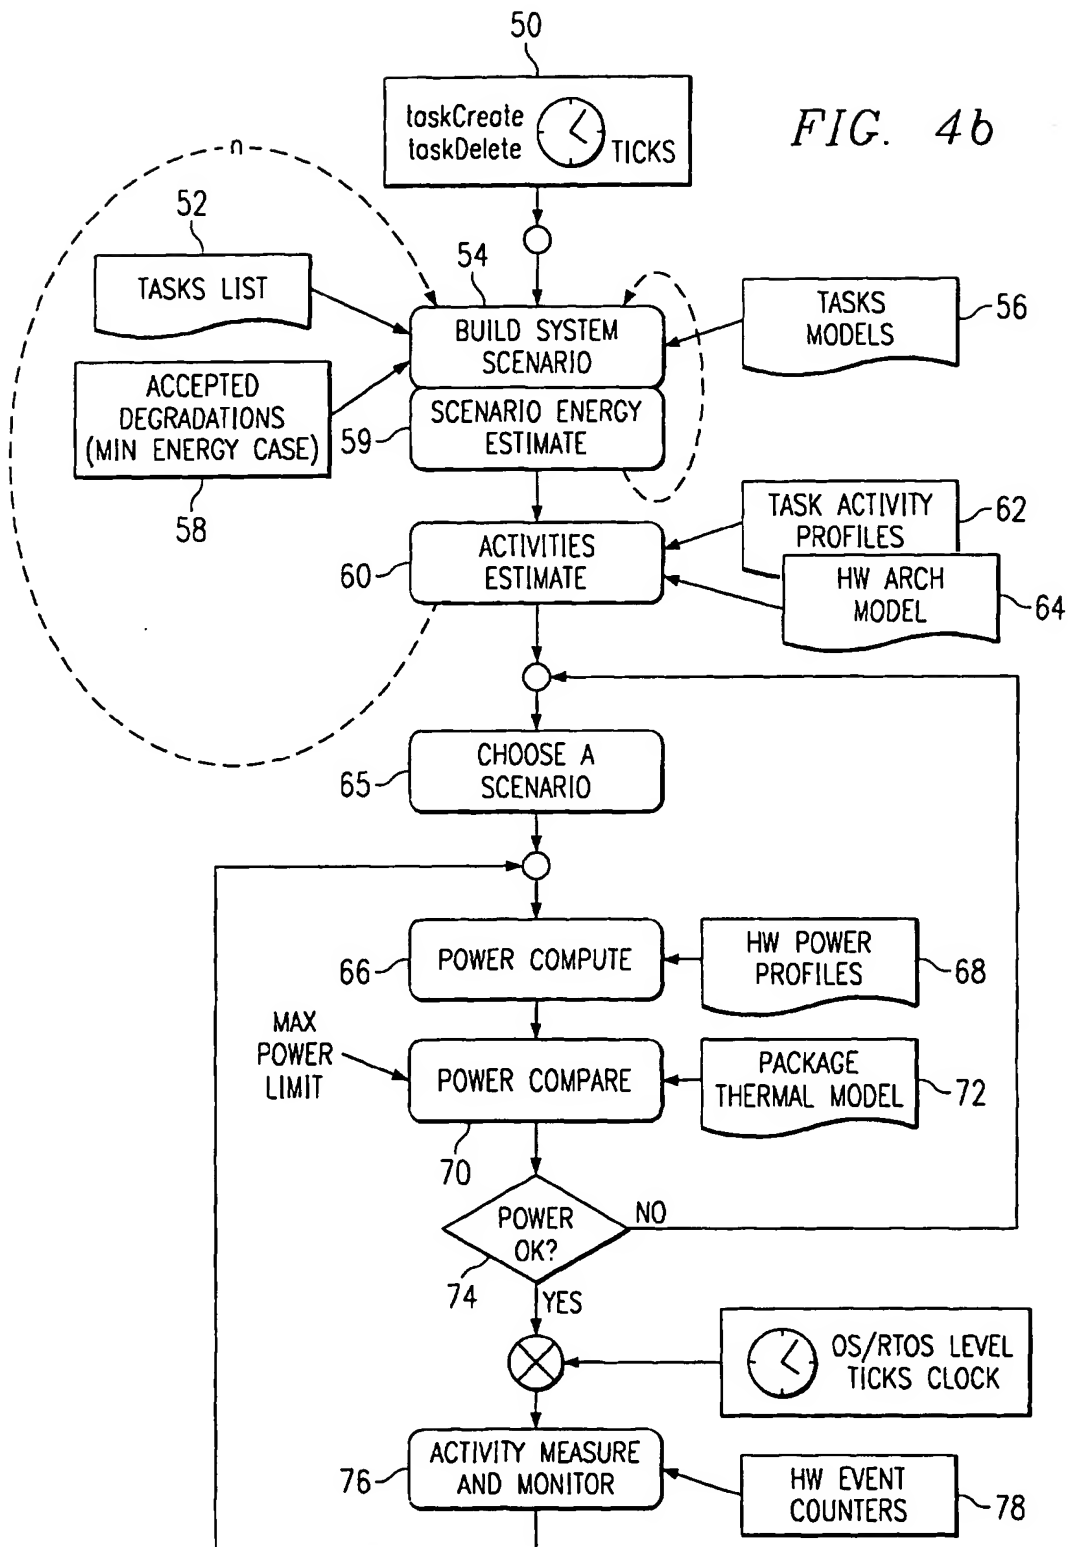 50
FIG. 4b
taskCreate
taskDelete
TICKS
n
52
TASKS LIST
54
BUILD SYSTEM
SCENARIO
TASKS
MODELS
56
ACCEPTED
DEGRADATIONS
(MIN ENERGY CASE)
58
59
SCENARIO ENERGY
ESTIMATE
60
ACTIVITIES
ESTIMATE
TASK ACTIVITY
PROFILES
62
HW ARCH
MODEL
64
65
CHOOSE A
SCENARIO
66
POWER COMPUTE
HW POWER
PROFILES
68
MAX
POWER
LIMIT
POWER COMPARE
70
PACKAGE
THERMAL MODEL
72
POWER
OK?
NO
74
YES
OS/RTOS LEVEL
TICKS CLOCK
76
ACTIVITY MEASURE
AND MONITOR
HW EVENT
COUNTERS
78